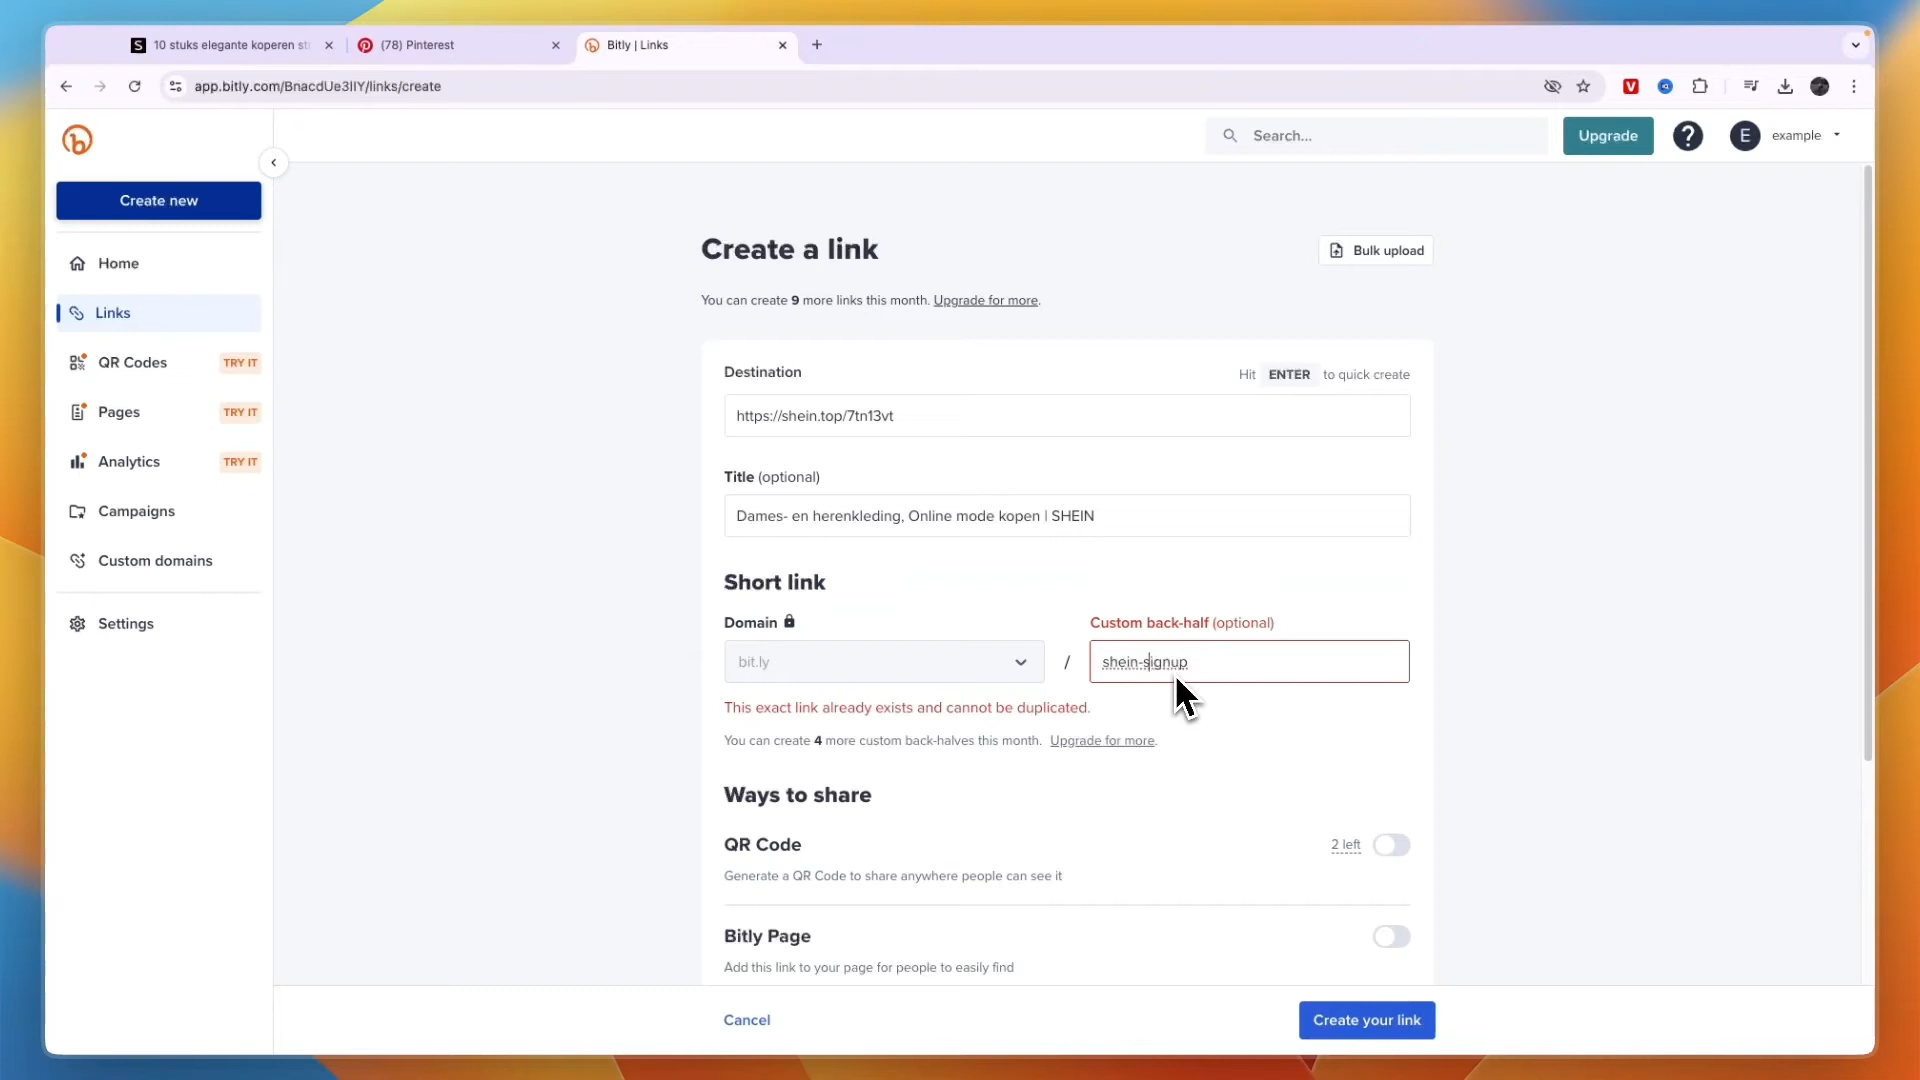 10 stuks elegante koperen str
(78) Pinterest
Bitly | Links
app.bitly.com/BnacdUe3lIY/links/create
Search...
Upgrade
E
example
Create new
Home
Links
QR Codes
TRY IT
Pages
TRY IT
Analytics
TRY IT
Campaigns
Custom domains
Settings
Create a link
Bulk upload
You can create 9 more links this month. Upgrade for more.
Destination
Hit ENTER to quick create
https://shein.top/7tn13vt
Title (optional)
Dames- en herenkleding, Online mode kopen | SHEIN
Short link
Domain
Custom back-half (optional)
bit.ly
/
shein-signup
This exact link already exists and cannot be duplicated.
You can create 4 more custom back-halves this month. Upgrade for more.
Ways to share
QR Code
2 left
Generate a QR Code to share anywhere people can see it
Bitly Page
Add this link to your page for people to easily find
Cancel
Create your link